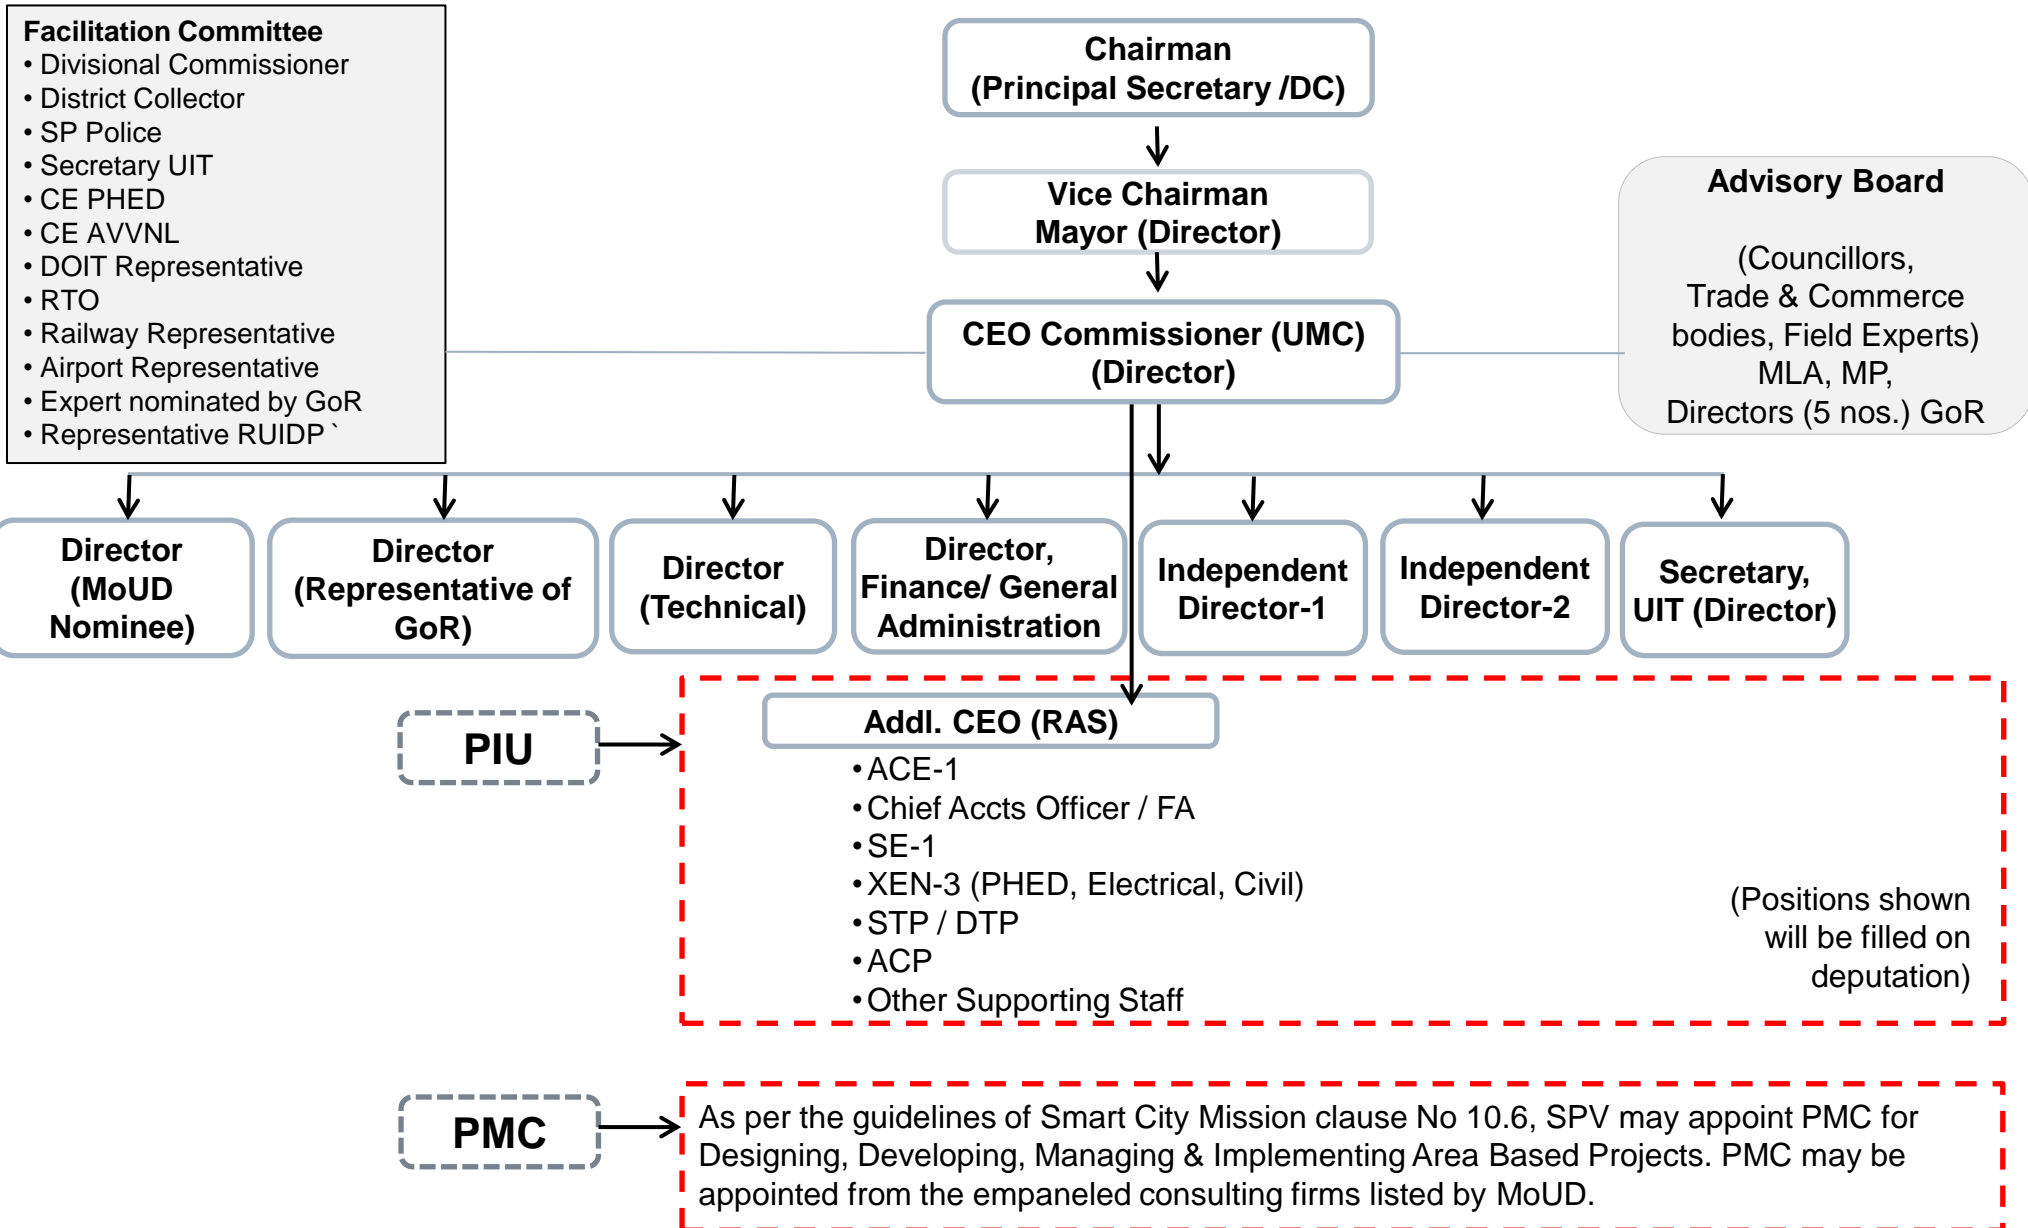 Facilitation Committee
• Divisional Commissioner
• District Collector
• SP Police
• Secretary UIT
• CE PHED
• CE AVVNL
• DOIT Representative
• RTO
• Railway Representative
• Airport Representative
• Expert nominated by GoR
• Representative RUIDP `
Chairman
(Principal Secretary /DC)
Vice Chairman
Mayor (Director)
CEO Commissioner (UMC)
(Director)
Advisory Board
(Councillors,
Trade & Commerce
bodies, Field Experts)
MLA, MP,
Directors (5 nos.) GoR
Director
(MoUD
Nominee)
Director
(Representative of
GoR)
Director
(Technical)
Director,
Finance/ General
Administration
Independent
Director-1
Independent
Director-2
Secretary,
UIT (Director)
PIU
Addl. CEO (RAS)
• ACE-1
• Chief Accts Officer / FA
• SE-1
• XEN-3 (PHED, Electrical, Civil)
• STP / DTP
• ACP
• Other Supporting Staff
(Positions shown
will be filled on
deputation)
PMC
As per the guidelines of Smart City Mission clause No 10.6, SPV may appoint PMC for
Designing, Developing, Managing & Implementing Area Based Projects. PMC may be
appointed from the empaneled consulting firms listed by MoUD.